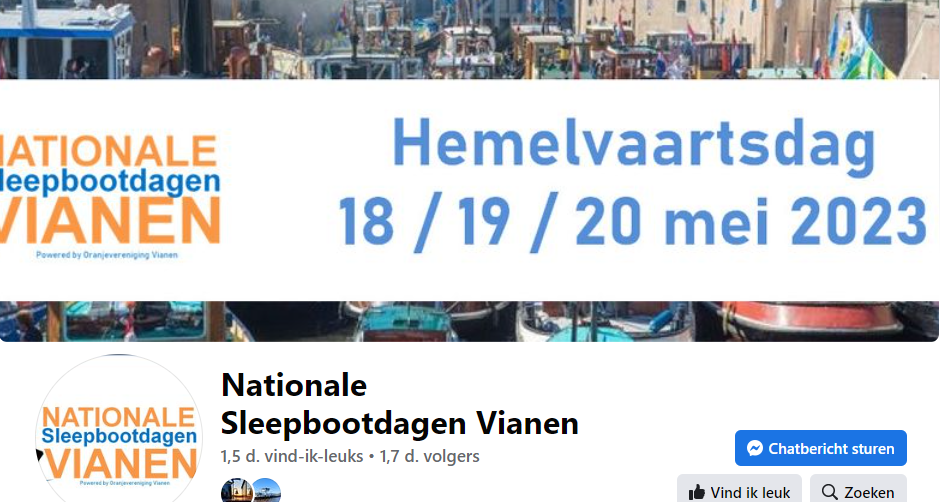 NATIONALE
Sleepbootdagen
VIANEN
Powered by Oranjevereniging Vianen
Hemelvaartsdag
18 / 19 / 20 mei 2023
NATIONALE
Sleepbootdagen
VIANEN
Powered by Oranjevereniging Vianen
Nationale
Sleepbootdagen Vianen
1,5 d. vind-ik-leuks • 1,7 d. volgers
Chatbericht sturen
Vind ik leuk
Zoeken